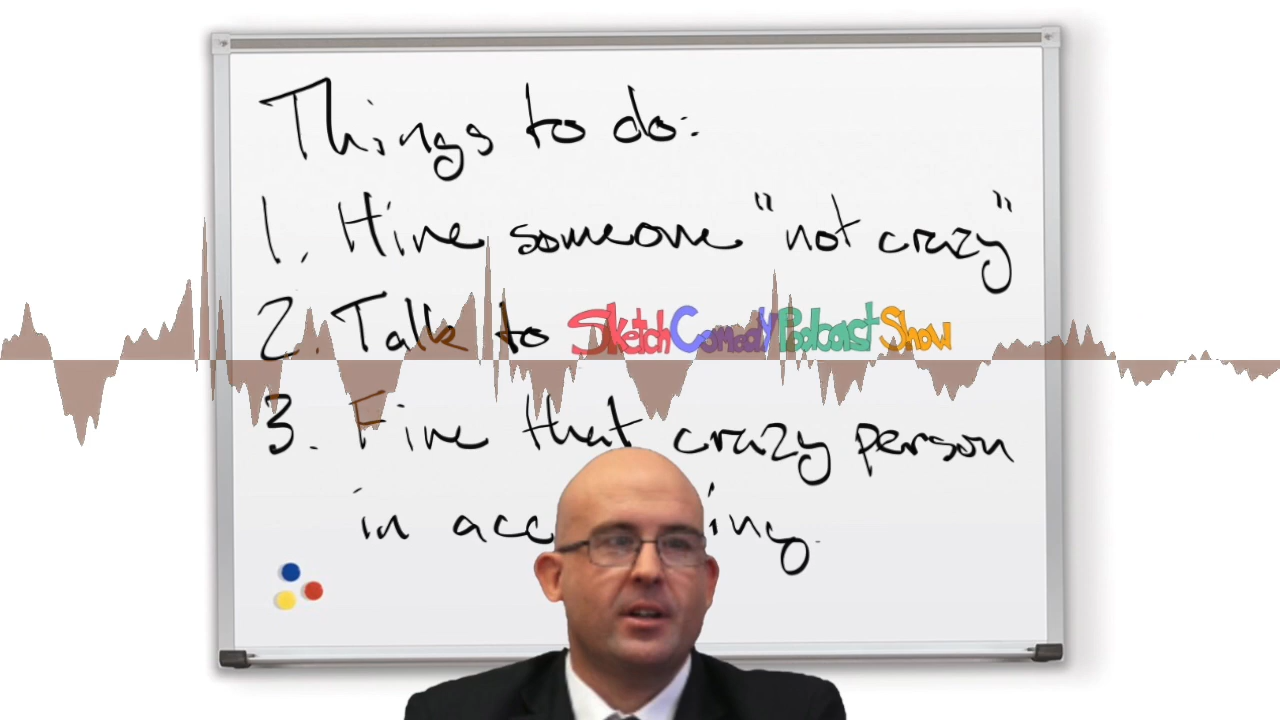 Things to do:
1. Hire someone "not crazy"
2. Talk to SketchComedyPodcastShow
3. Fire that crazy person
in acc ing.